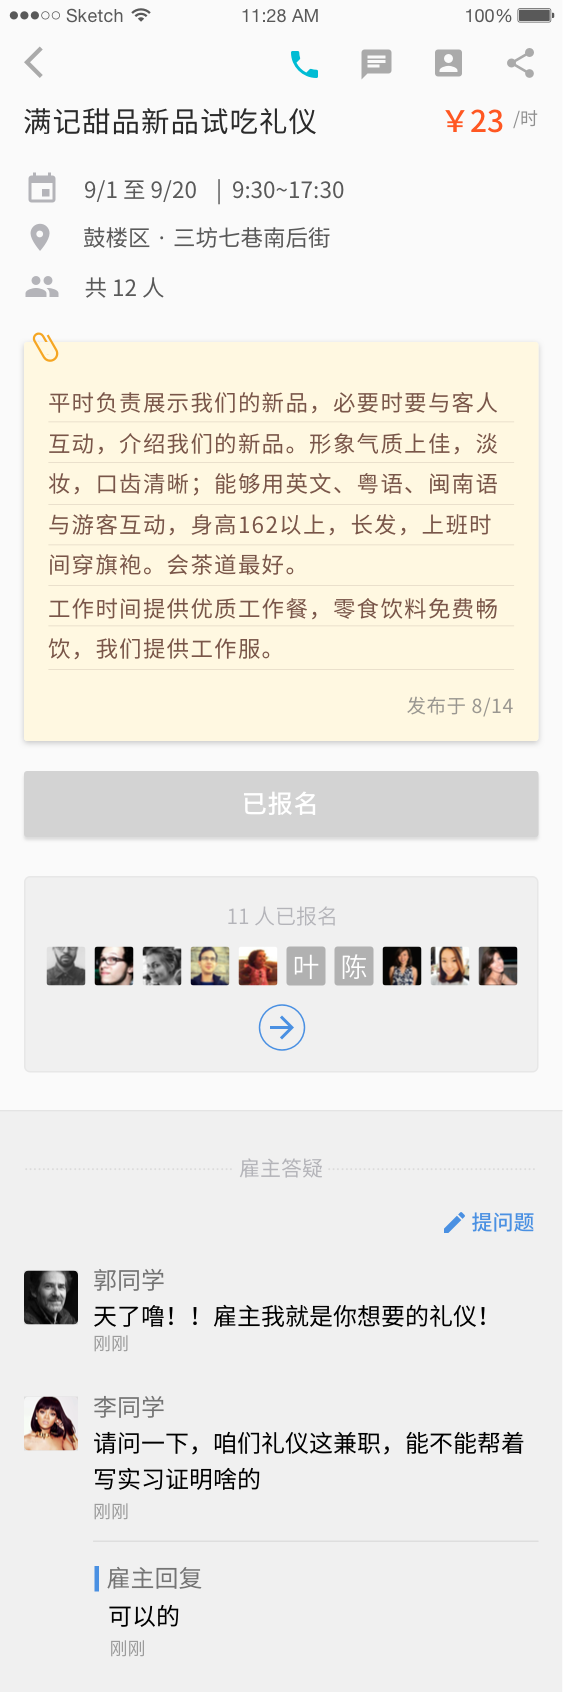 Sketch 11:28 AM 100%
满记甜品新品试吃礼仪 ￥23 /时
9/1 至 9/20 | 9:30~17:30
鼓楼区 · 三坊七巷南后街
共 12 人
平时负责展示我们的新品，必要时要与客人
互动，介绍我们的新品。形象气质上佳，淡
妆，口齿清晰；能够用英文、粤语、闽南语
与游客互动，身高162以上，长发，上班时
间穿旗袍。会茶道最好。
工作时间提供优质工作餐，零食饮料免费畅
饮，我们提供工作服。
发布于 8/14
已报名
11 人已报名
叶 陈
雇主答疑
提问题
郭同学
天了噜！！雇主我就是你想要的礼仪！
刚刚
李同学
请问一下，咱们礼仪这兼职，能不能帮着
写实习证明啥的
刚刚
雇主回复
可以的
刚刚